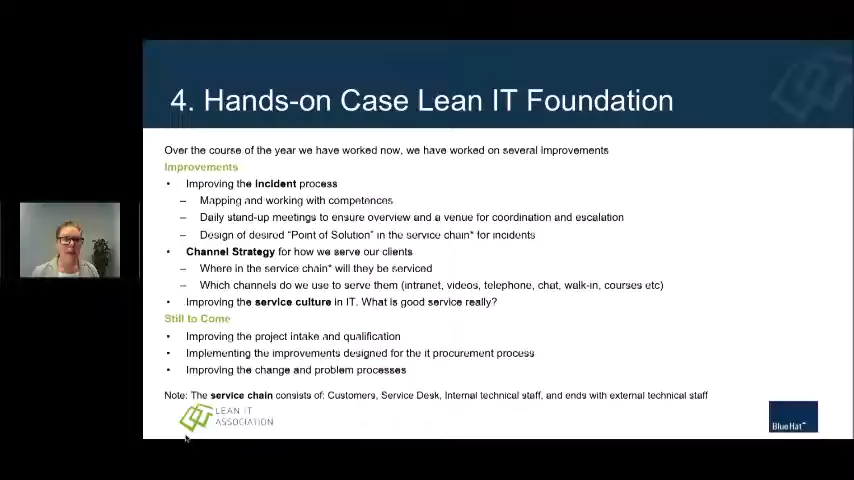 4. Hands-on Case Lean IT Foundation
Over the course of the year we have worked now, we have worked on several improvements
Improvements
• Improving the incident process
– Mapping and working with competences
– Daily stand-up meetings to ensure overview and a venue for coordination and escalation
– Design of desired “Point of Solution” in the service chain* for incidents
• Channel Strategy for how we serve our clients
– Where in the service chain* will they be serviced
– Which channels do we use to serve them (intranet, videos, telephone, chat, walk-in, courses etc)
• Improving the service culture in IT. What is good service really?
Still to Come
• Improving the project intake and qualification
• Implementing the improvements designed for the it procurement process
• Improving the change and problem processes
Note: The service chain consists of: Customers, Service Desk, Internal technical staff, and ends with external technical staff
LEAN IT
ASSOCIATION
BlueHat